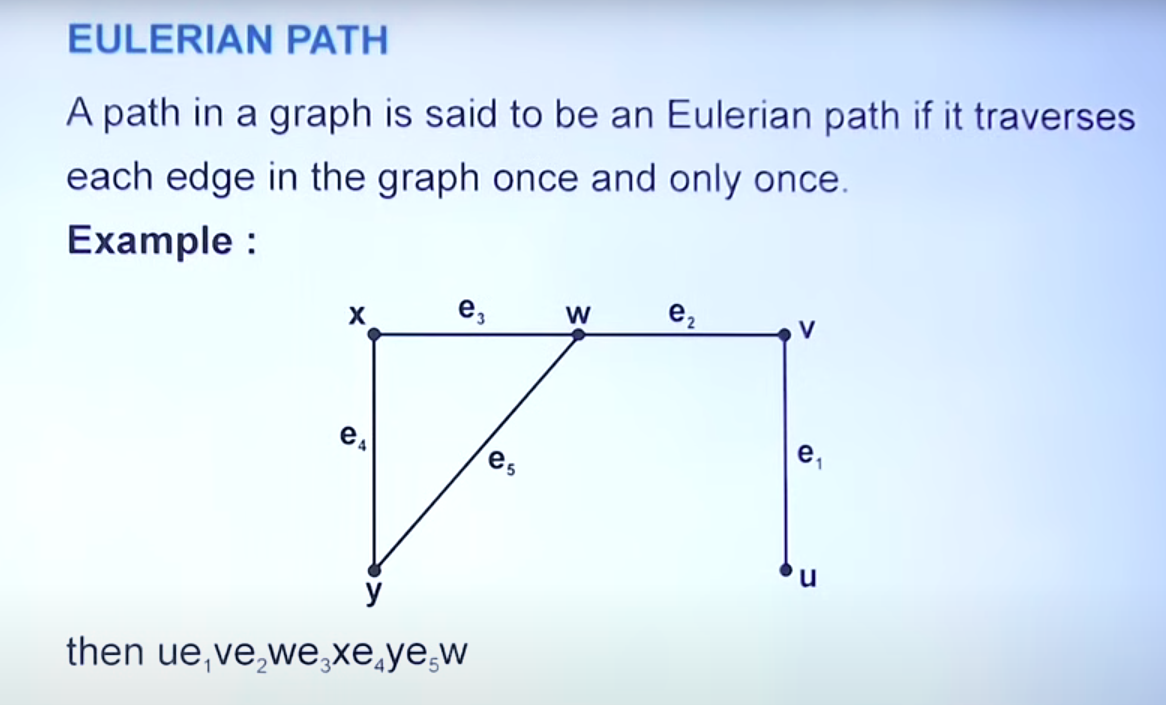 EULERIAN PATH
A path in a graph is said to be an Eulerian path if it traverses
each edge in the graph once and only once.
Example :
x e₃ w e₂ v
e₄ e₅ e₁
y u
then ue₁ve₂we₃xe₄ye₅w